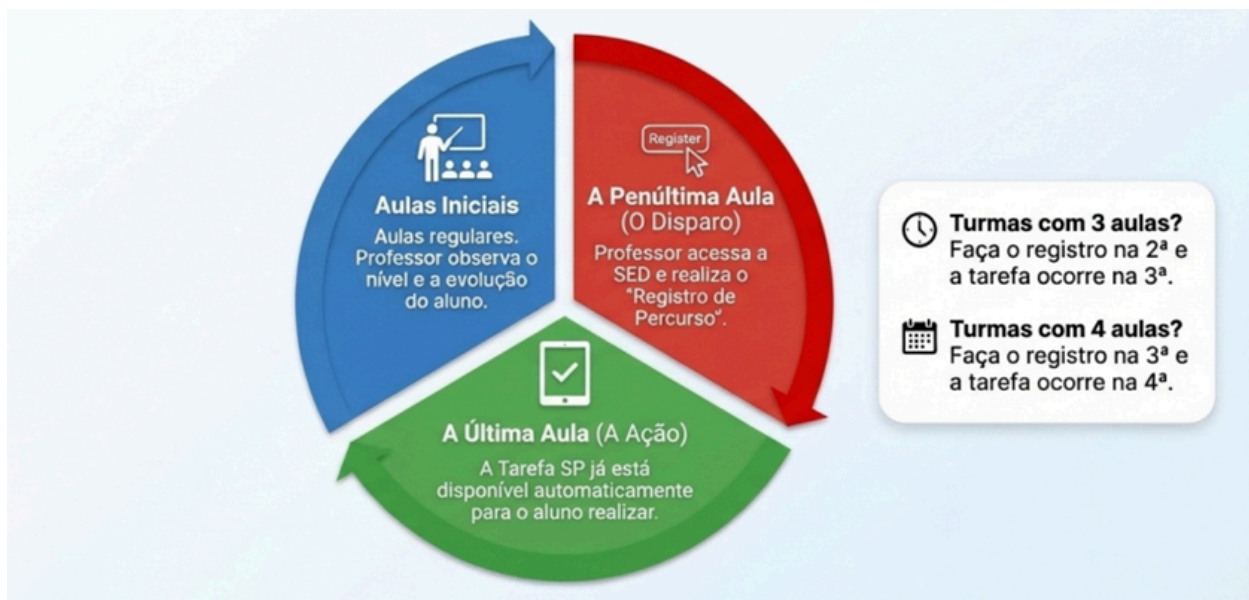 Aulas Iniciais
Aulas regulares.
Professor observa o
nível e a evolução
do aluno.
Register
A Penúltima Aula
(O Disparo)
Professor acessa a
SED e realiza o
"Registro de
Percurso".
A Última Aula (A Ação)
A Tarefa SP já está
disponível automaticamente
para o aluno realizar.
Turmas com 3 aulas?
Faça o registro na 2ª e
a tarefa ocorre na 3ª.
Turmas com 4 aulas?
Faça o registro na 3ª e
a tarefa ocorre na 4ª.